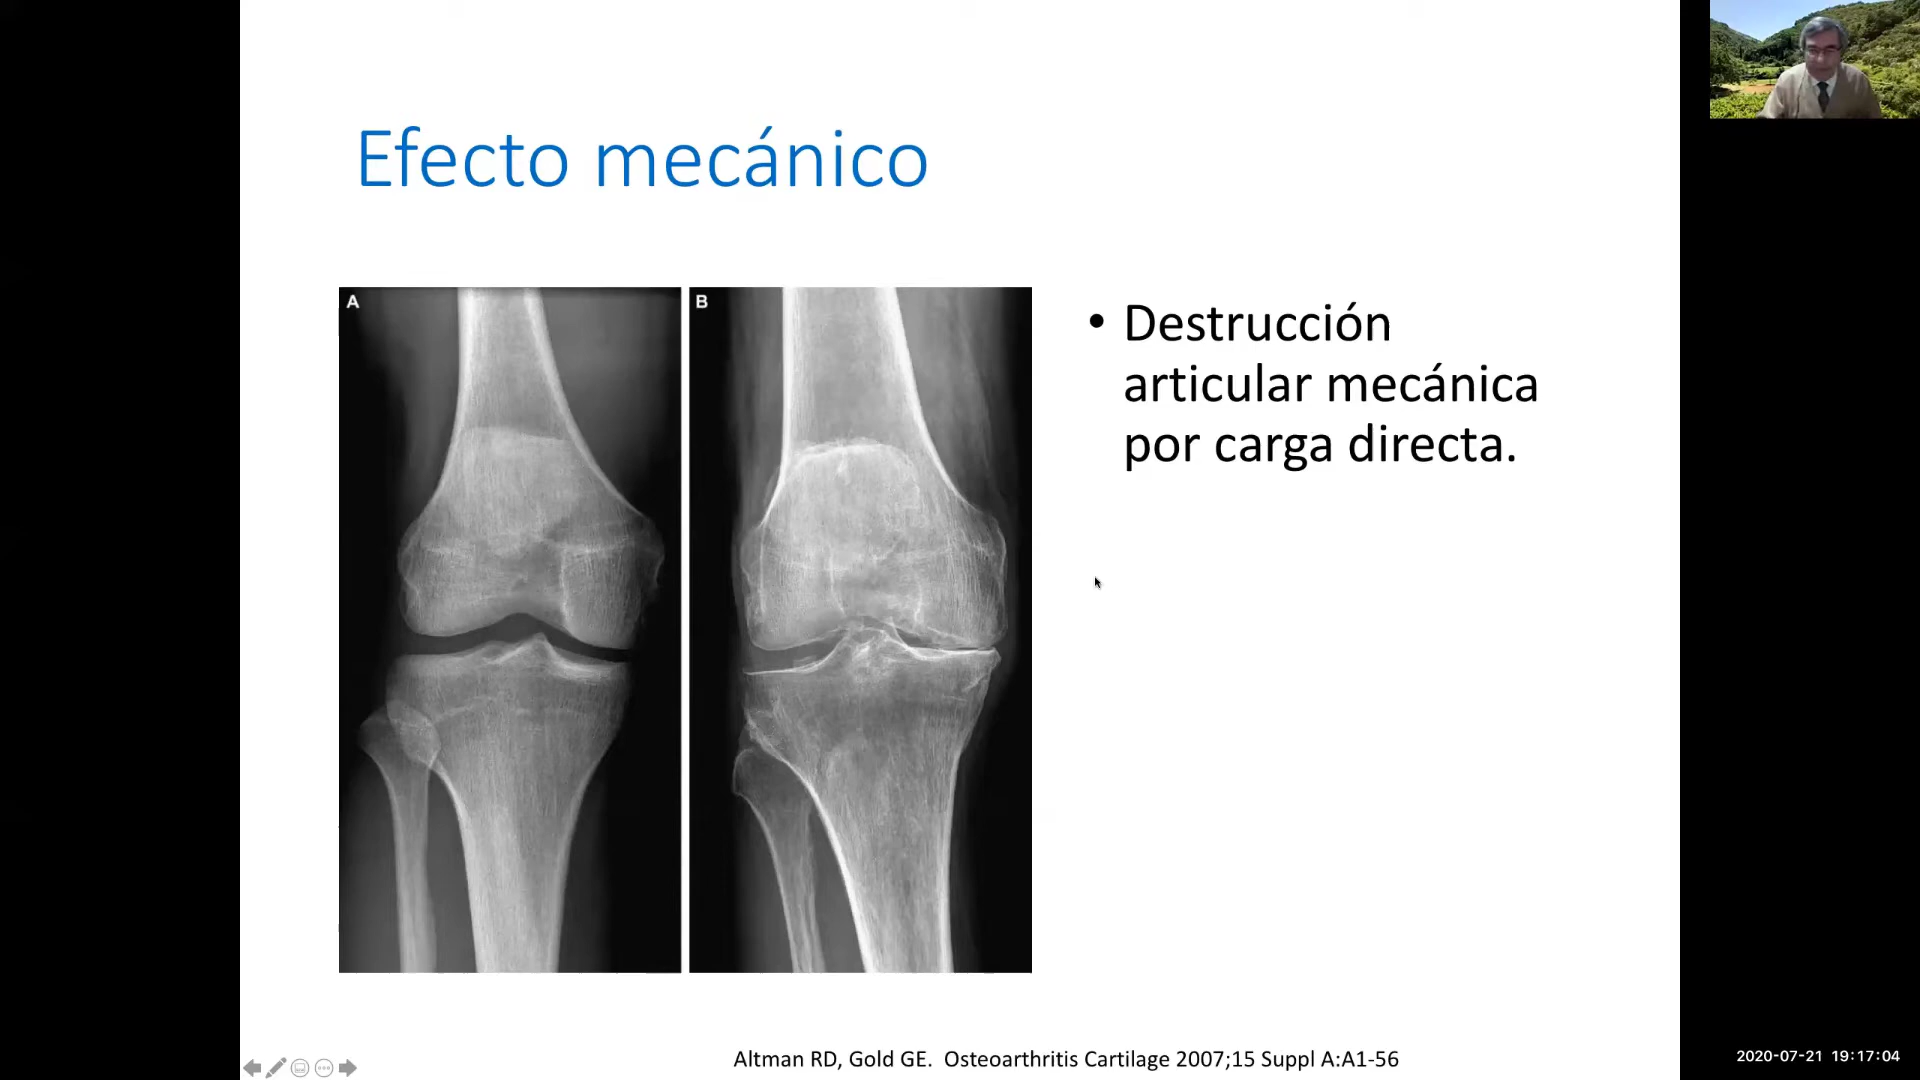 Efecto mecánico
A
B
• Destrucción
articular mecánica
por carga directa.
Altman RD, Gold GE. Osteoarthritis Cartilage 2007;15 Suppl A:A1-56
2020-07-21 19:17:04